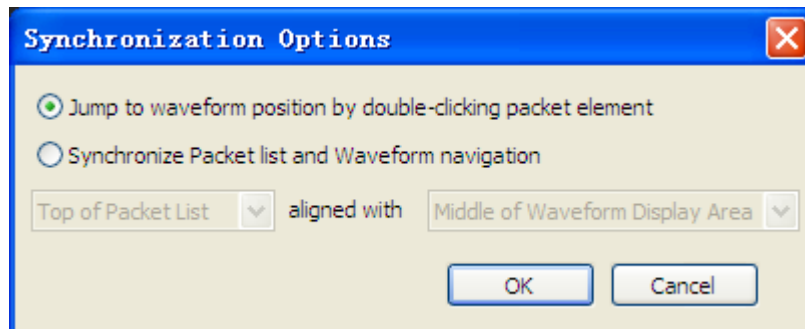 Synchronization Options
Jump to waveform position by double-clicking packet element
Synchronize Packet list and Waveform navigation
Top of Packet List aligned with Middle of Waveform Display Area
OK Cancel